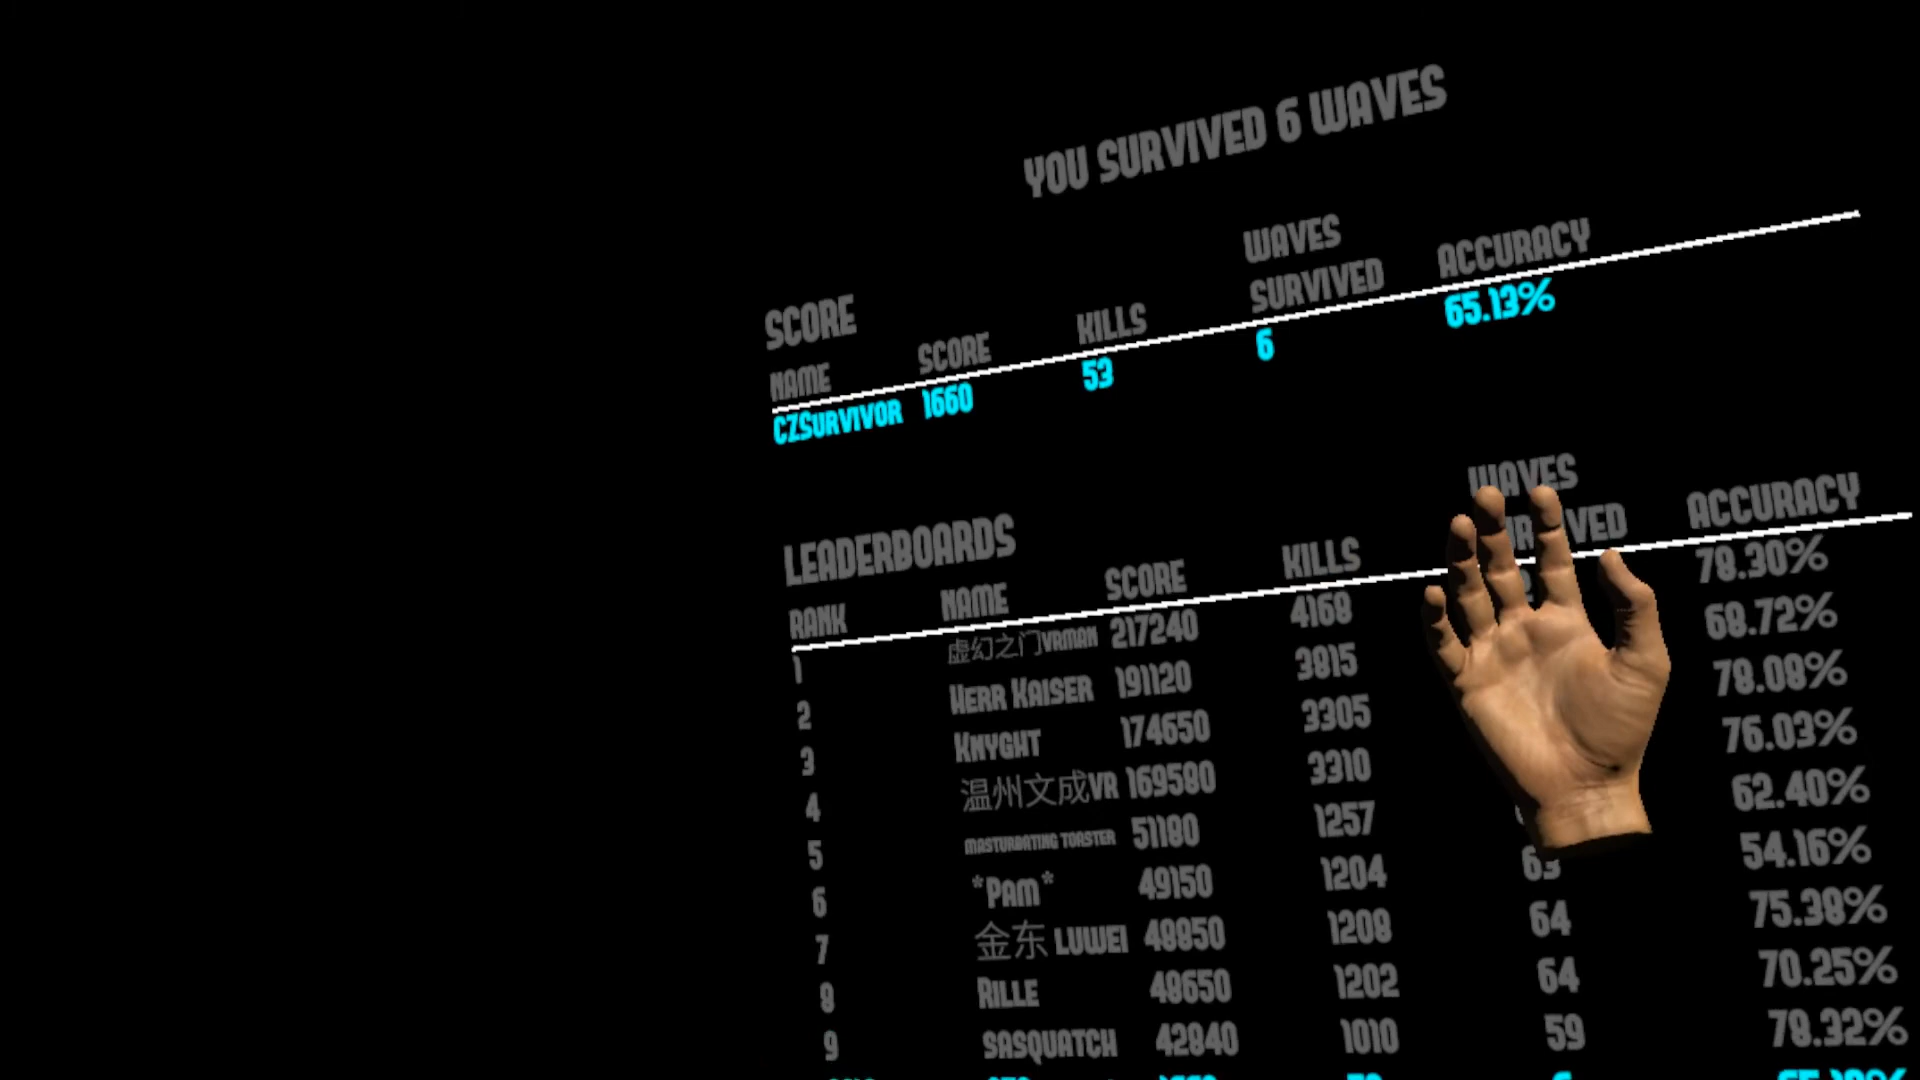 YOU SURVIVED 6 WAVES
SCORE
NAME SCORE KILLS WAVES SURVIVED ACCURACY
CZSURVIVOR 1660 53 6 65.13%
LEADERBOARDS
RANK NAME SCORE KILLS WAVES ACCURACY
1 虚幻之门VRMAN 217240 4168 78.30%
2 HERR KAISER 191120 3815 68.72%
3 KNYGHT 174650 3305 78.08%
4 温州文成VR 169580 3310 76.03%
5 MASTURBATING TOASTER 51180 1257 62.40%
6 *PAM* 49150 1204 63 54.16%
7 金东 LUWEI 48850 1208 64 75.38%
8 RILLE 48650 1202 64 70.25%
9 SASQUATCH 42840 1010 59 78.32%